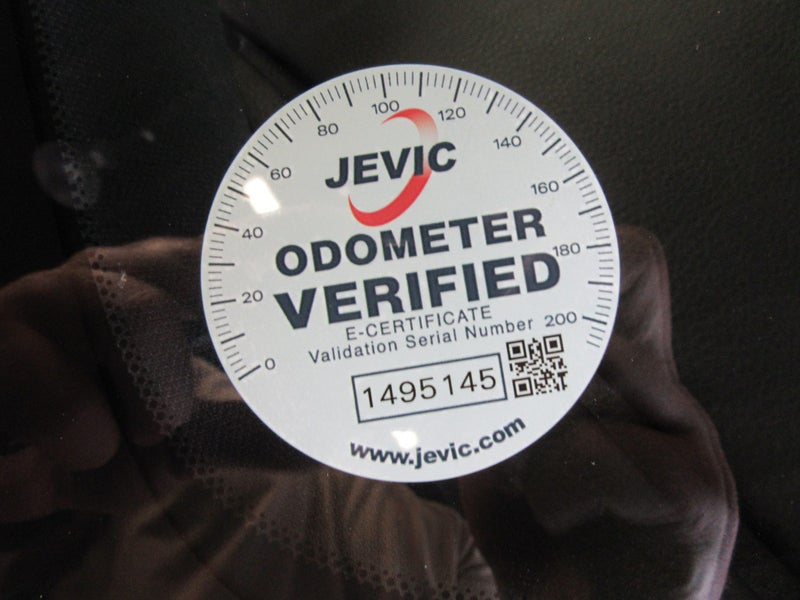 0
20
40
60
80
100
120
140
160
180
200
JEVIC
ODOMETER
VERIFIED
E-CERTIFICATE
Validation Serial Number
1495145
www.jevic.com